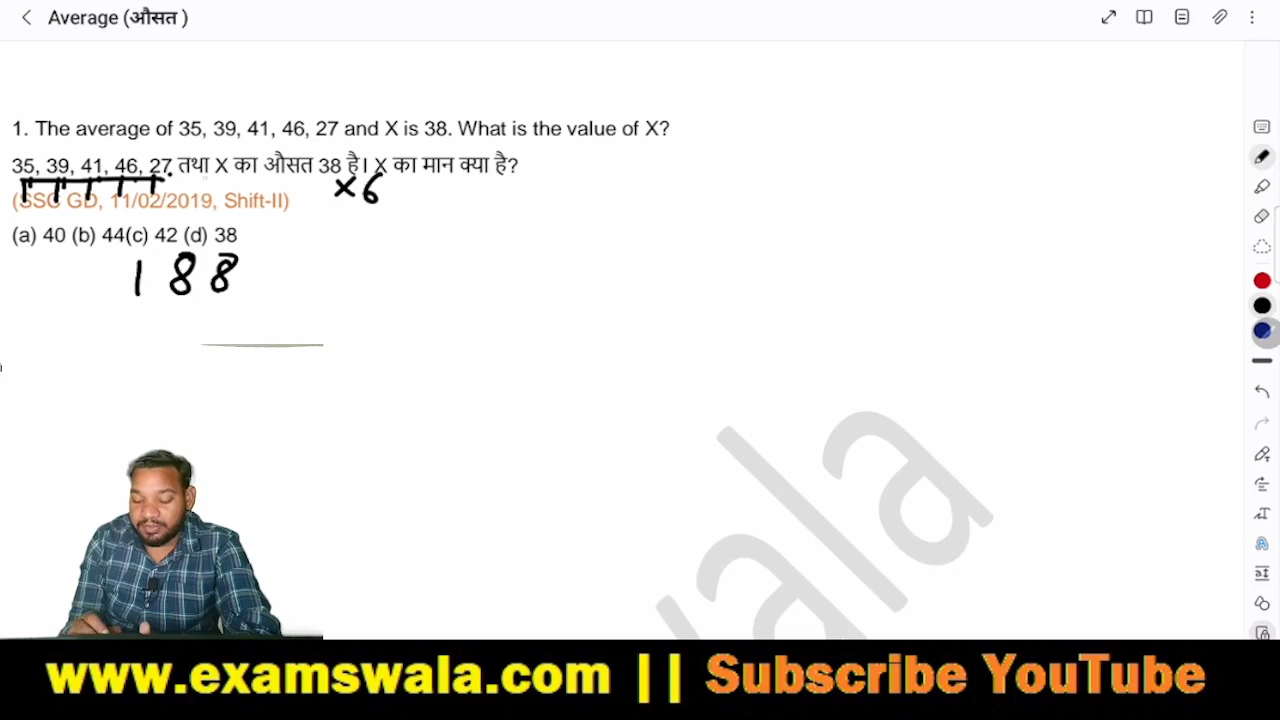 Average (औसत )
1. The average of 35, 39, 41, 46, 27 and X is 38. What is the value of X?
35, 39, 41, 46, 27 तथा X का औसत 38 है। X का मान क्या है?
×6
(SSC GD, 11/02/2019, Shift-II)
(a) 40 (b) 44(c) 42 (d) 38
188
wala
www.examswala.com || Subscribe YouTube